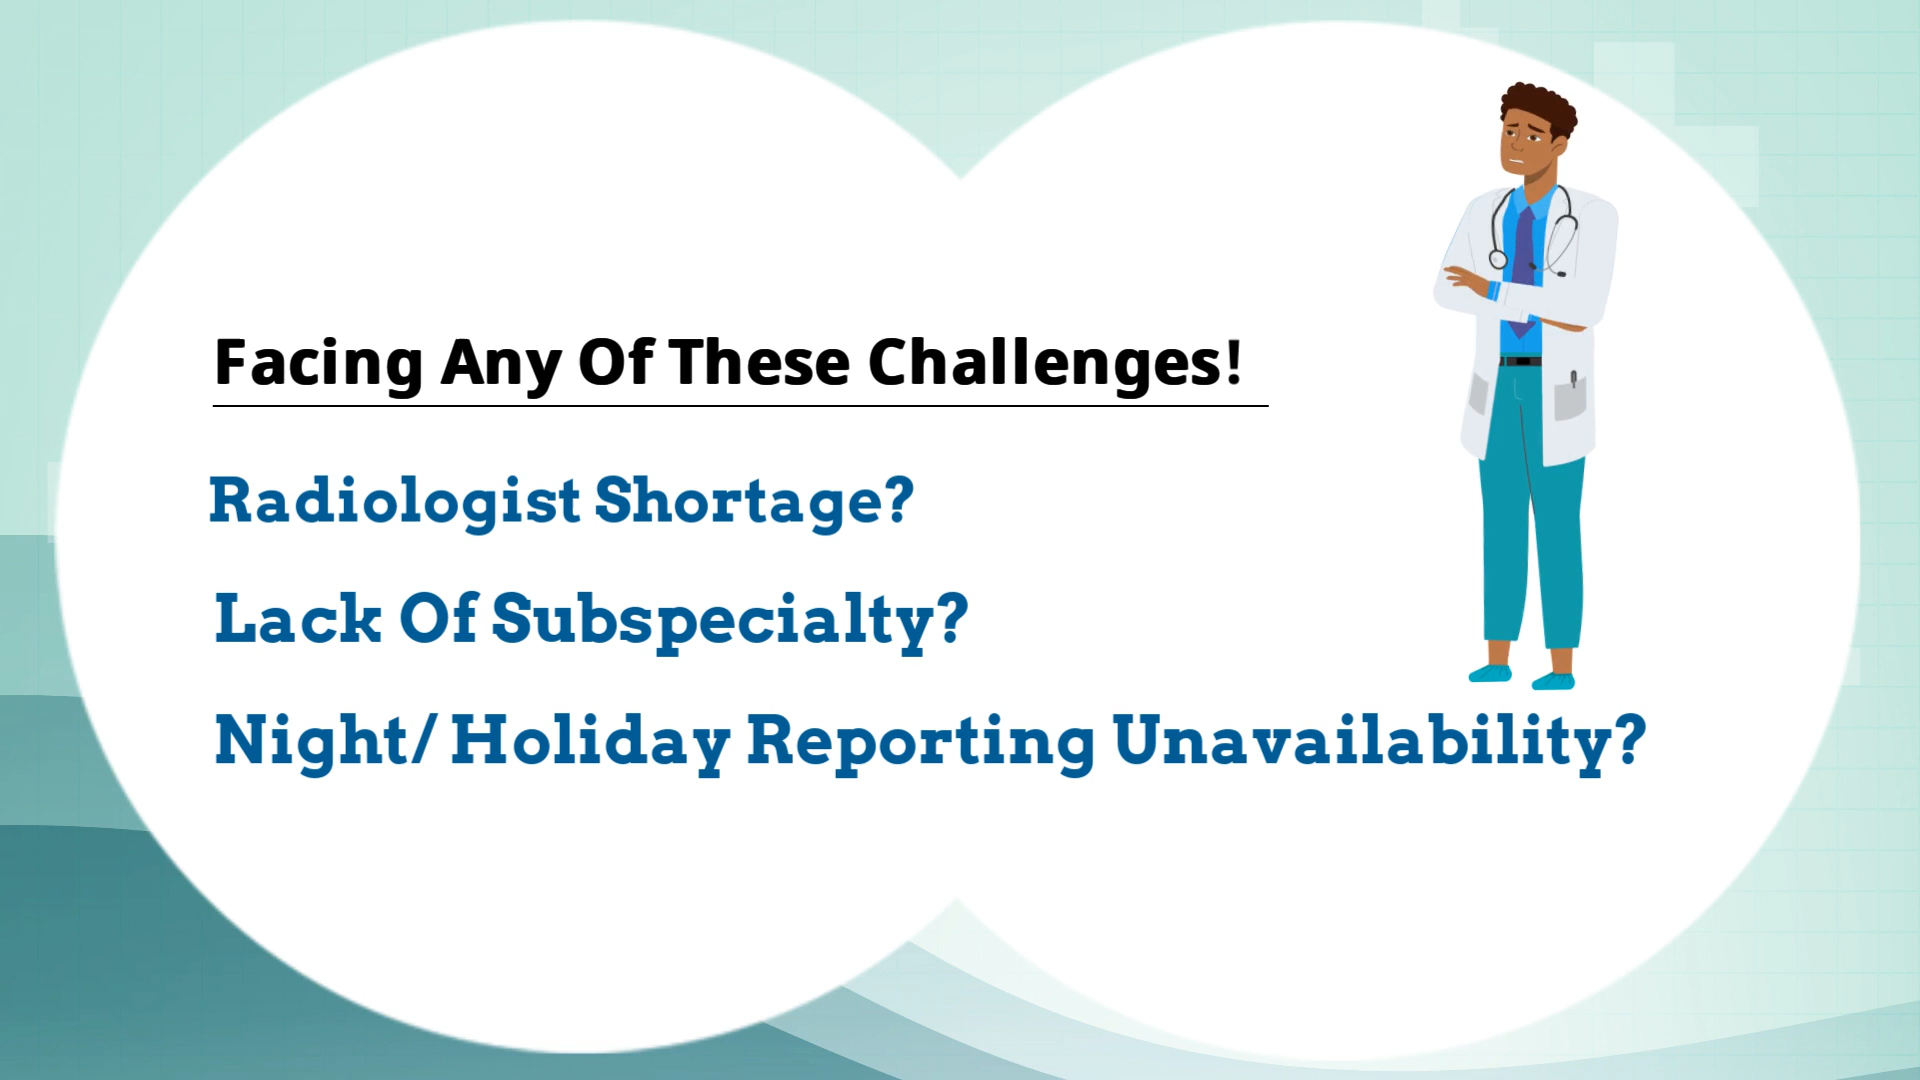 Facing Any Of These Challenges!
Radiologist Shortage?
Lack Of Subspecialty?
Night/ Holiday Reporting Unavailability?